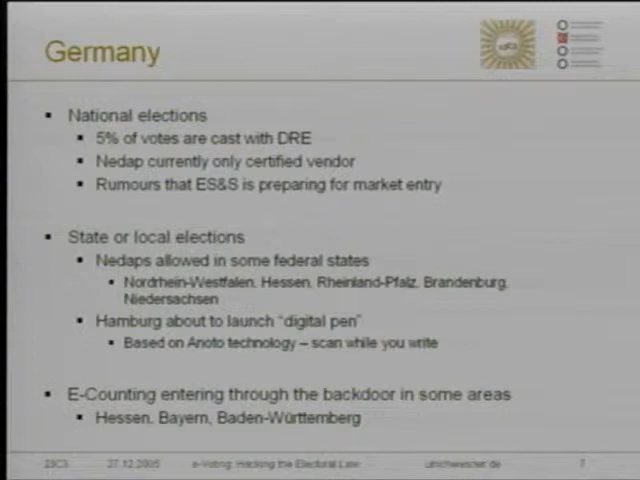 Germany
National elections
5% of votes are cast with DRE
Nedap currently only certified vendor
Rumours that ES&S is preparing for market entry
State or local elections
Nedaps allowed in some federal states
Nordrhein-Westfalen, Hessen, Rheinland-Pfalz, Brandenburg,
Niedersachsen
Hamburg about to launch "digital pen"
Based on Anoto technology – scan while you write
E-Counting entering through the backdoor in some areas
Hessen, Bayern, Baden-Württemberg
27.12.2005 e-Voting: Hacking the Electoral Law 7